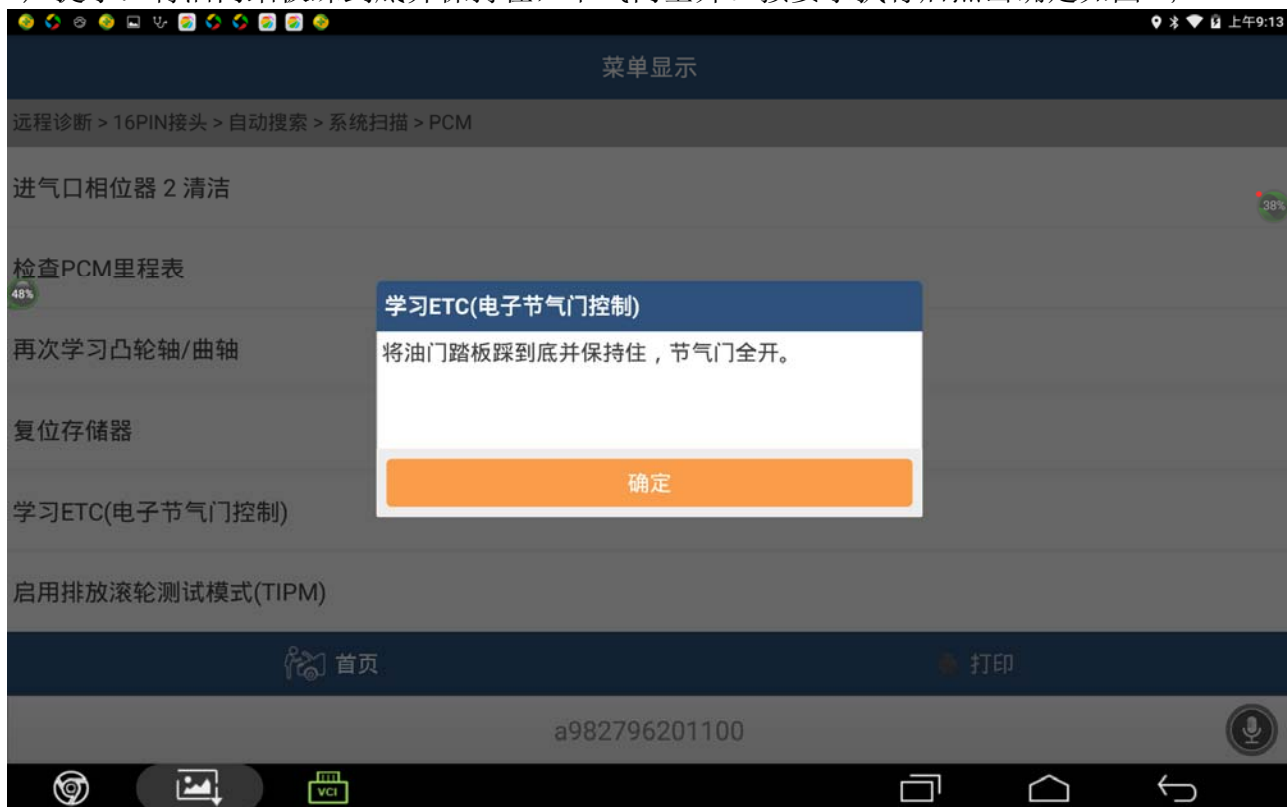 上午9:13
菜单显示
远程诊断 > 16PIN接头 > 自动搜索 > 系统扫描 > PCM
进气口相位器 2 清洁
38%
检查PCM里程表
48%
学习ETC(电子节气门控制)
再次学习凸轮轴/曲轴
将油门踏板踩到底并保持住，节气门全开。
复位存储器
确定
学习ETC(电子节气门控制)
启用排放滚轮测试模式(TIPM)
首页
打印
a982796201100
VCI